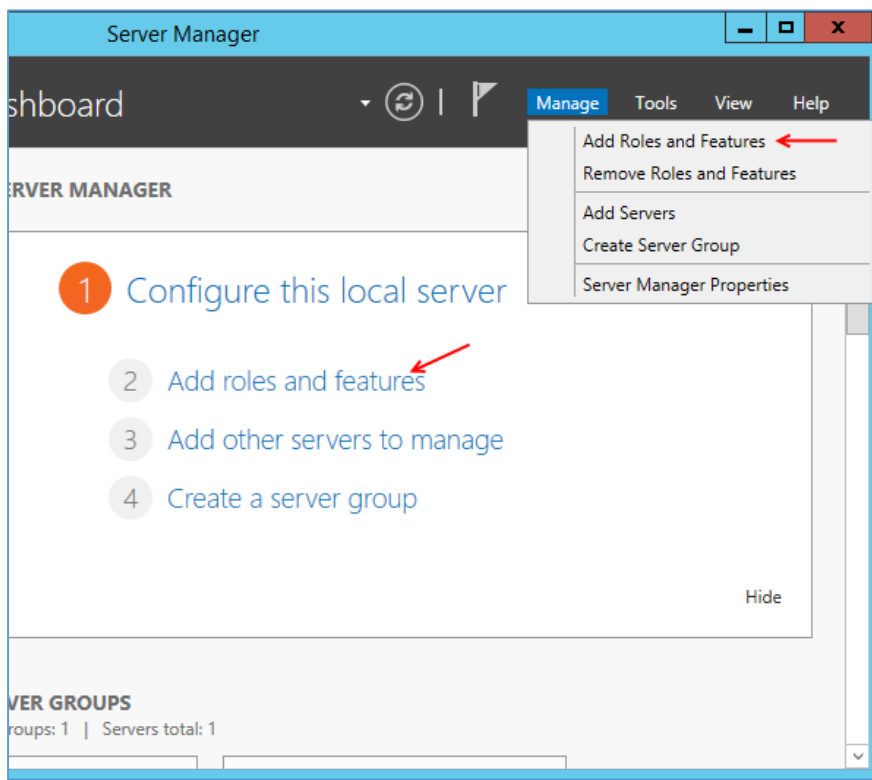 Server Manager
shboard
Manage Tools View Help
Add Roles and Features
Remove Roles and Features
Add Servers
Create Server Group
Server Manager Properties
ERVER MANAGER
1 Configure this local server
2 Add roles and features
3 Add other servers to manage
4 Create a server group
Hide
VER GROUPS
roups: 1 | Servers total: 1